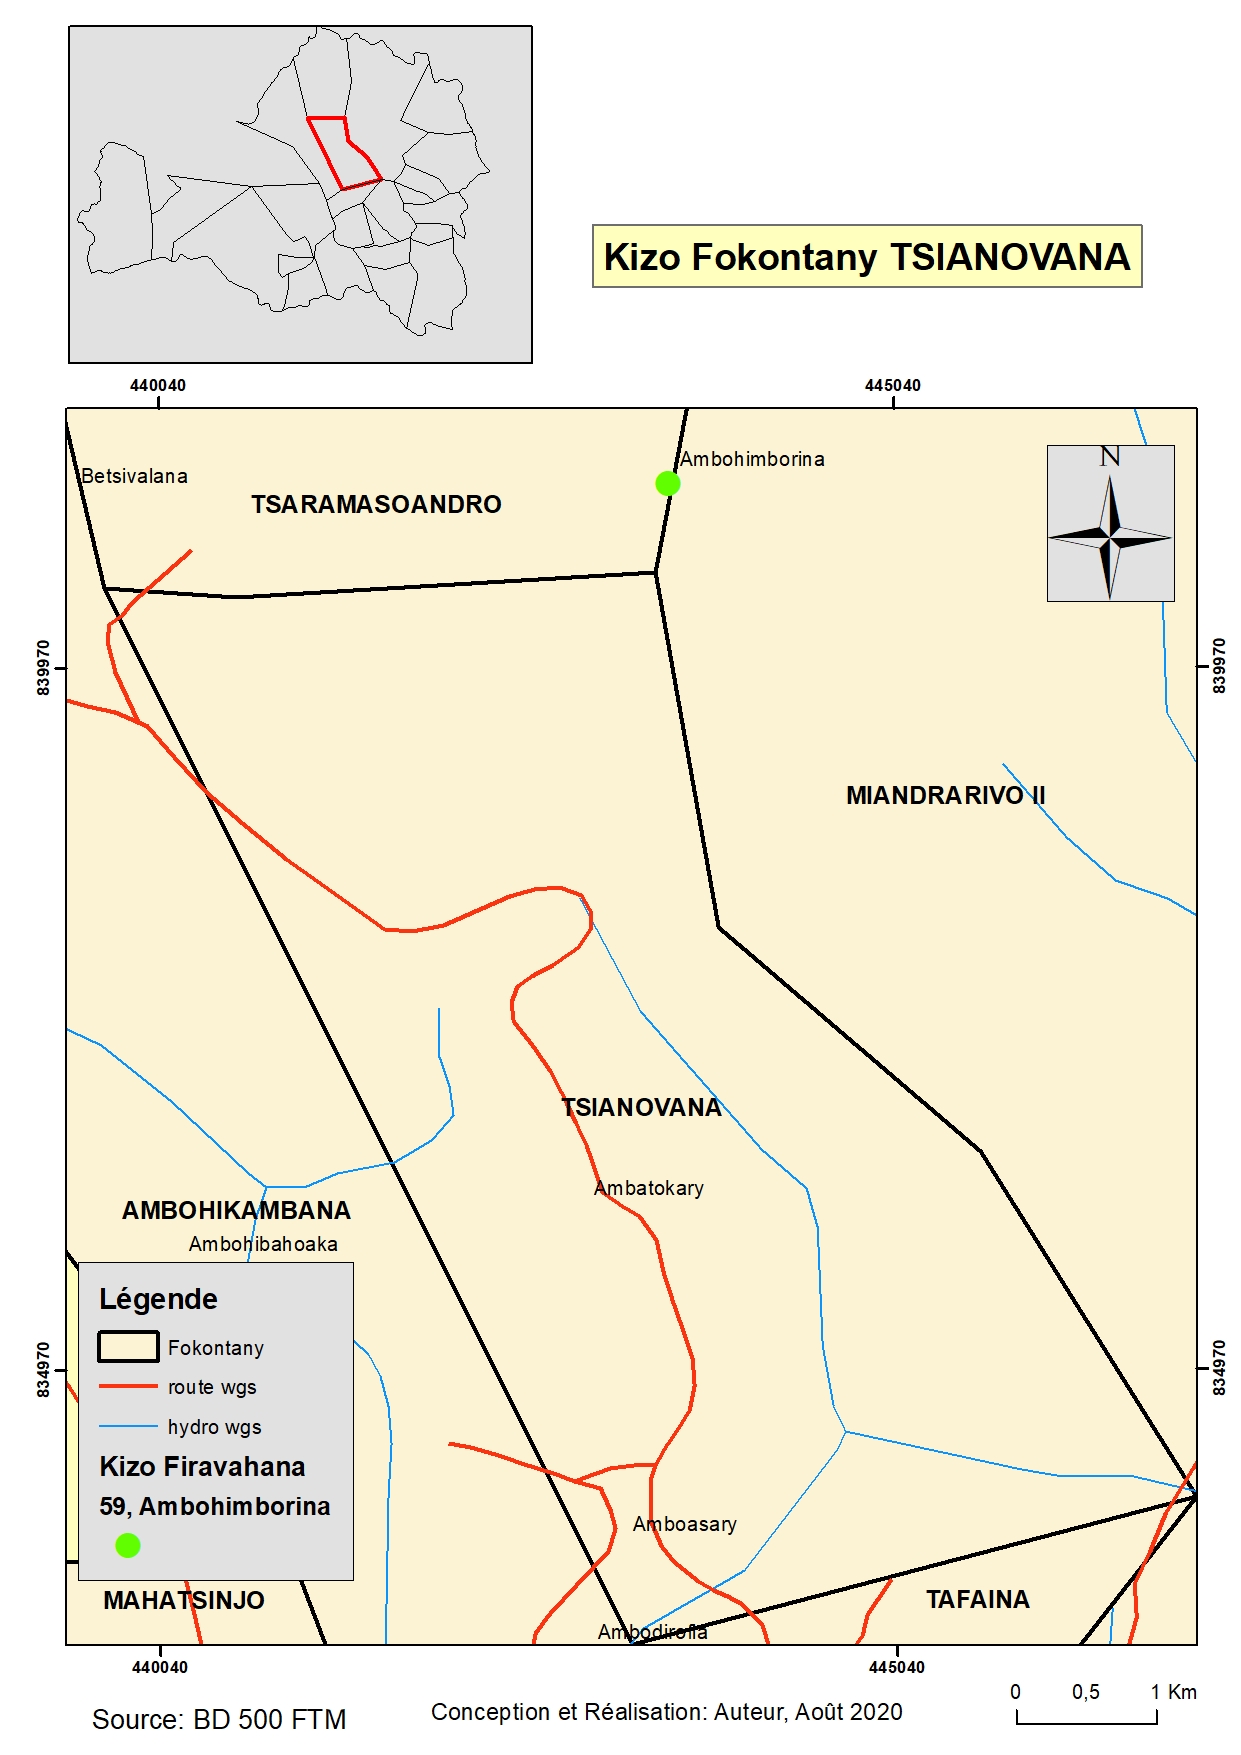 Kizo Fokontany TSIANOVANA
440040
445040
Ambohimborina
Betsivalana
TSARAMASOANDRO
N
839970
839970
MIANDRARIVO II
TSIANOVANA
Ambatokary
AMBOHIKAMBANA
Ambohibahoaka
Légende
Fokontany
route wgs
hydro wgs
Kizo Firavahana
59, Ambohimborina
834970
834970
Amboasary
MAHATSINJO
TAFAINA
Ambodirofia
440040
445040
0 0,5 1 Km
Source: BD 500 FTM
Conception et Réalisation: Auteur, Août 2020